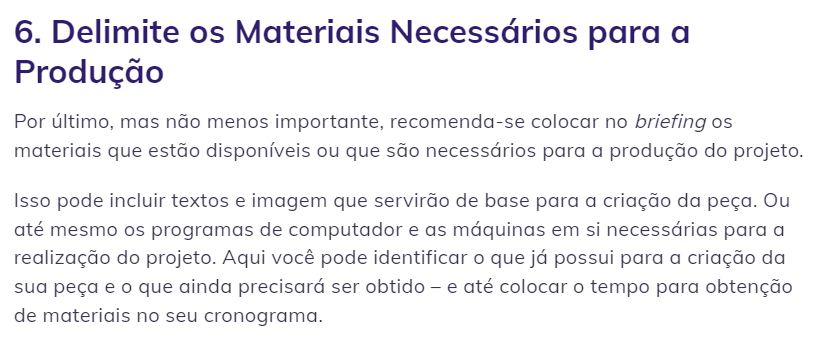 6. Delimite os Materiais Necessários para a
Produção
Por último, mas não menos importante, recomenda-se colocar no briefing os
materiais que estão disponíveis ou que são necessários para a produção do projeto.
Isso pode incluir textos e imagem que servirão de base para a criação da peça. Ou
até mesmo os programas de computador e as máquinas em si necessárias para a
realização do projeto. Aqui você pode identificar o que já possui para a criação da
sua peça e o que ainda precisará ser obtido – e até colocar o tempo para obtenção
de materiais no seu cronograma.